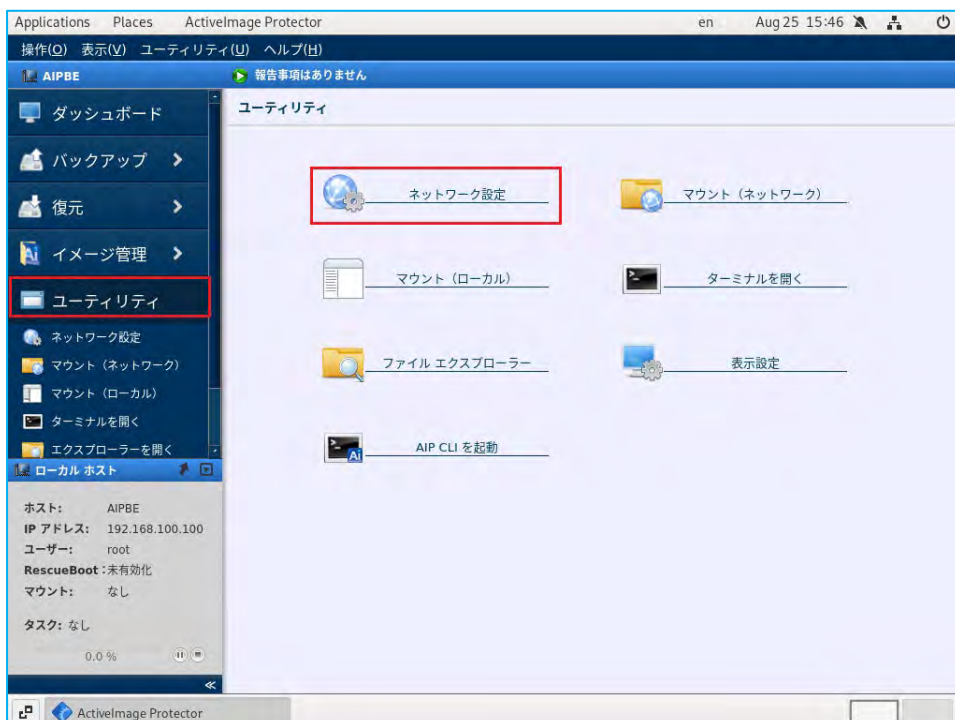 Applications Places ActiveImage Protector en Aug 25 15:46
操作(O) 表示(V) ユーティリティ(U) ヘルプ(H)
AIPBE
報告事項はありません
ダッシュボード
バックアップ
復元
イメージ管理
ユーティリティ
ネットワーク設定
マウント（ネットワーク）
マウント（ローカル）
ターミナルを開く
エクスプローラーを開く
ローカル ホスト
ホスト: AIPBE
IP アドレス: 192.168.100.100
ユーザー: root
RescueBoot:未有効化
マウント: なし
タスク: なし
0.0 %
ユーティリティ
ネットワーク設定
マウント（ネットワーク）
マウント（ローカル）
ターミナルを開く
ファイル エクスプローラー
表示設定
AIP CLI を起動
ActiveImage Protector